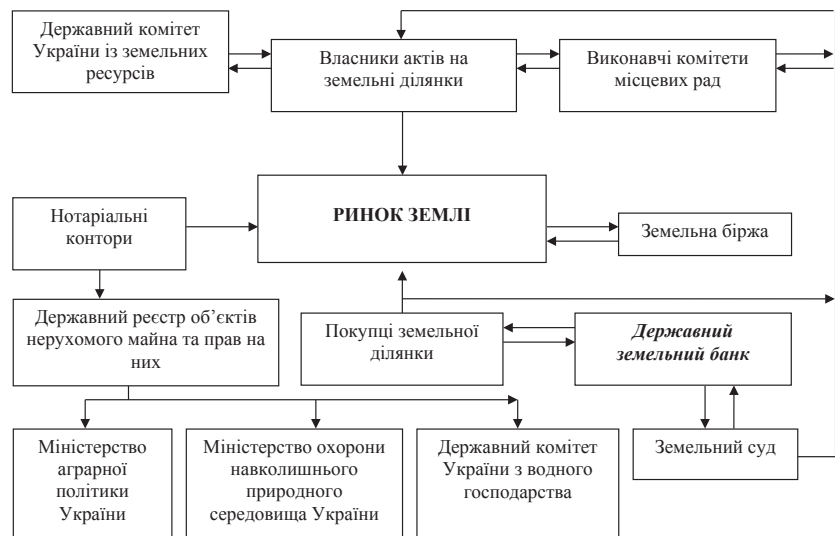 Державний комітет
України із земельних
ресурсів
Власники актів на
земельні ділянки
Виконавчі комітети
місцевих рад
Нотаріальні
контори
РИНОК ЗЕМЛІ
Земельна біржа
Державний реєстр об’єктів
нерухомого майна та прав на
них
Покупці земельної
ділянки
Державний
земельний банк
Міністерство
аграрної
політики
України
Міністерство охорони
навколишнього
природного
середовища України
Державний комітет
України з водного
господарства
Земельний суд